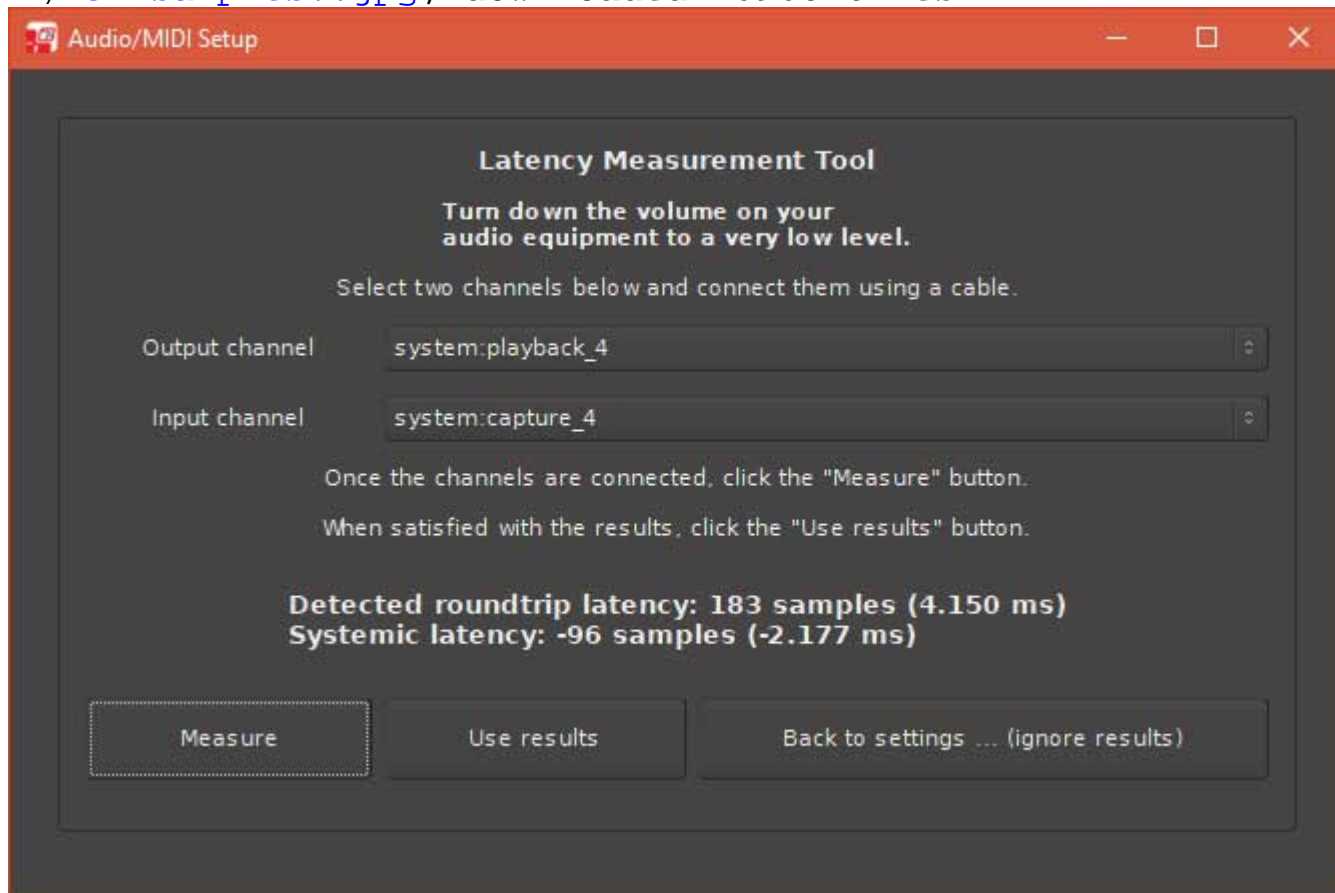 Audio/MIDI Setup
Latency Measurement Tool
Turn down the volume on your
audio equipment to a very low level.
Select two channels below and connect them using a cable.
Output channel system:playback_4
Input channel system:capture_4
Once the channels are connected, click the "Measure" button.
When satisfied with the results, click the "Use results" button.
Detected roundtrip latency: 183 samples (4.150 ms)
Systemic latency: -96 samples (-2.177 ms)
Measure Use results Back to settings ... (ignore results)